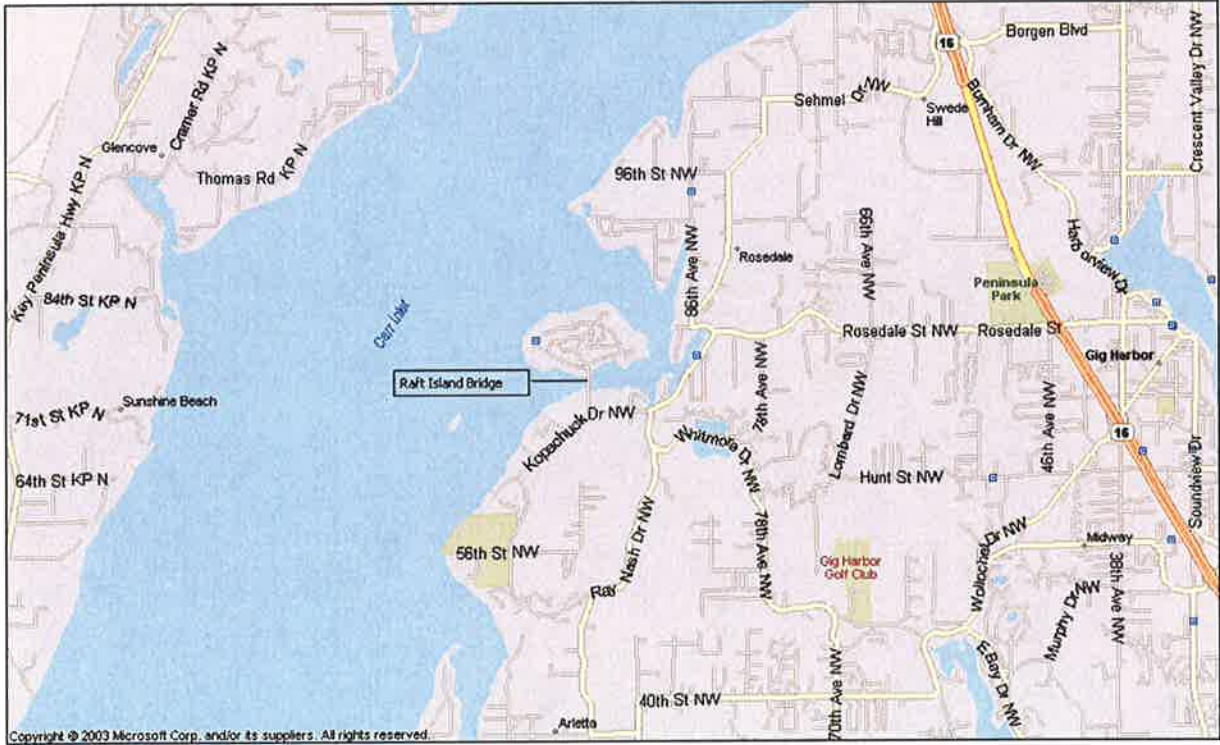 16
Borgen Blvd
Crescent Valley Dr NW
Sehmel Dr NW
Swede
Hill
Burnham Dr NW
Cramer Rd KP N
Glencove
Thomas Rd KP N
Key Peninsula Hwy KP N
96th St NW
66th Ave NW
86th Ave NW
Rosedale
Harborview Dr
Peninsula
Park
84th St KP N
Carr Inlet
Rosedale St NW
Rosedale St
Gig Harbor
Raft Island Bridge
78th Ave NW
Lombard Dr NW
46th Ave NW
71st St KP N
Sunshine Beach
Kopachuck Dr NW
Whitmore Dr NW
16
64th St KP N
Hunt St NW
Soundview Dr
56th St NW
Ray Nash Dr NW
78th Ave NW
Gig Harbor
Golf Club
Wollochet Dr NW
Midway
38th Ave NW
Murphy Dr NW
E Bay Dr NW
40th St NW
70th Ave NW
Arletta
Copyright © 2003 Microsoft Corp. and/or its suppliers. All rights reserved.